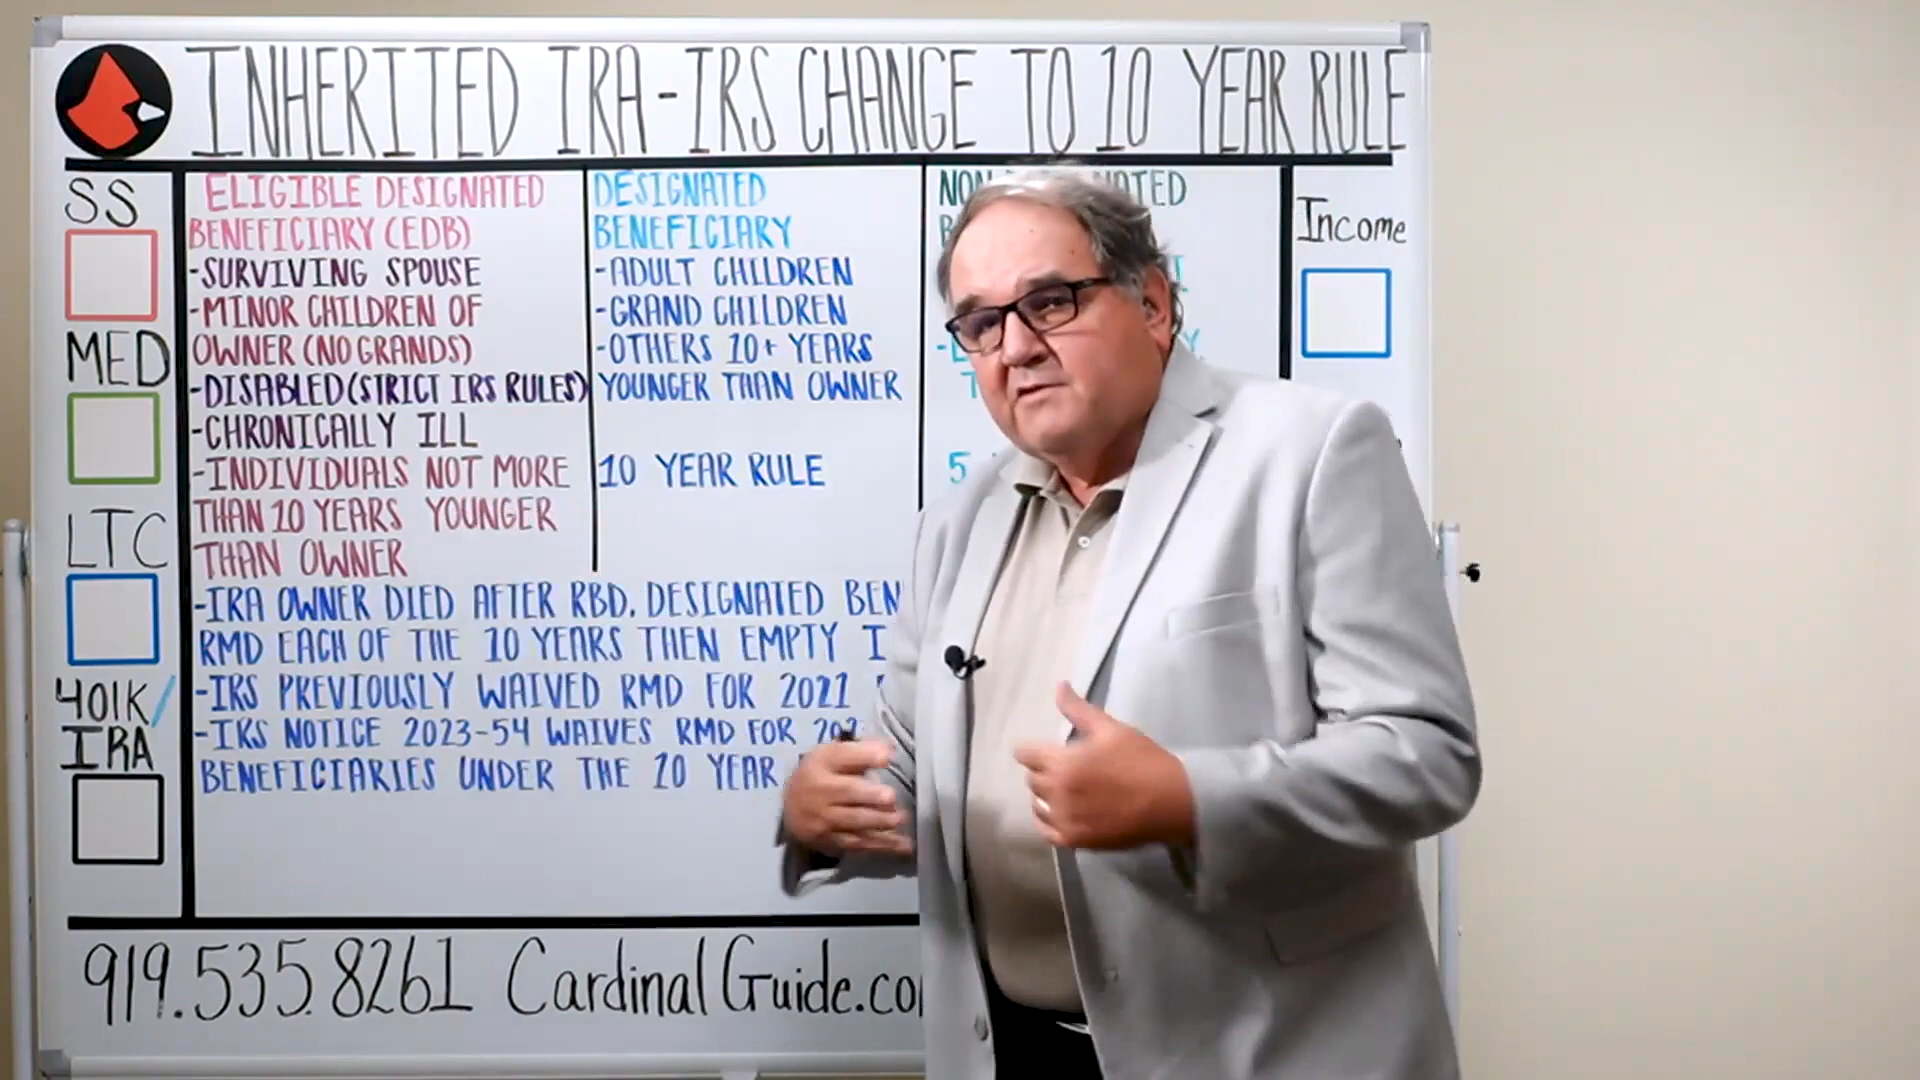 INHERITED IRA-IRS CHANGE TO 10 YEAR RULE
SS
MED
LTC
401K/
IRA
ELIGIBLE DESIGNATED
BENEFICIARY (EDB)
-SURVIVING SPOUSE
-MINOR CHILDREN OF
OWNER (NO GRANDS)
-DISABLED (STRICT IRS RULES)
-CHRONICALLY ILL
-INDIVIDUALS NOT MORE
THAN 10 YEARS YOUNGER
THAN OWNER
DESIGNATED
BENEFICIARY
-ADULT CHILDREN
-GRAND CHILDREN
-OTHERS 10+ YEARS
YOUNGER THAN OWNER
10 YEAR RULE
5
Income
-IRA OWNER DIED AFTER RBD. DESIGNATED BEN
RMD EACH OF THE 10 YEARS THEN EMPTY I
-IRS PREVIOUSLY WAIVED RMD FOR 2021
-IRS NOTICE 2023-54 WAIVES RMD FOR 202
BENEFICIARIES UNDER THE 10 YEAR
919.535.8261 CardinalGuide.co